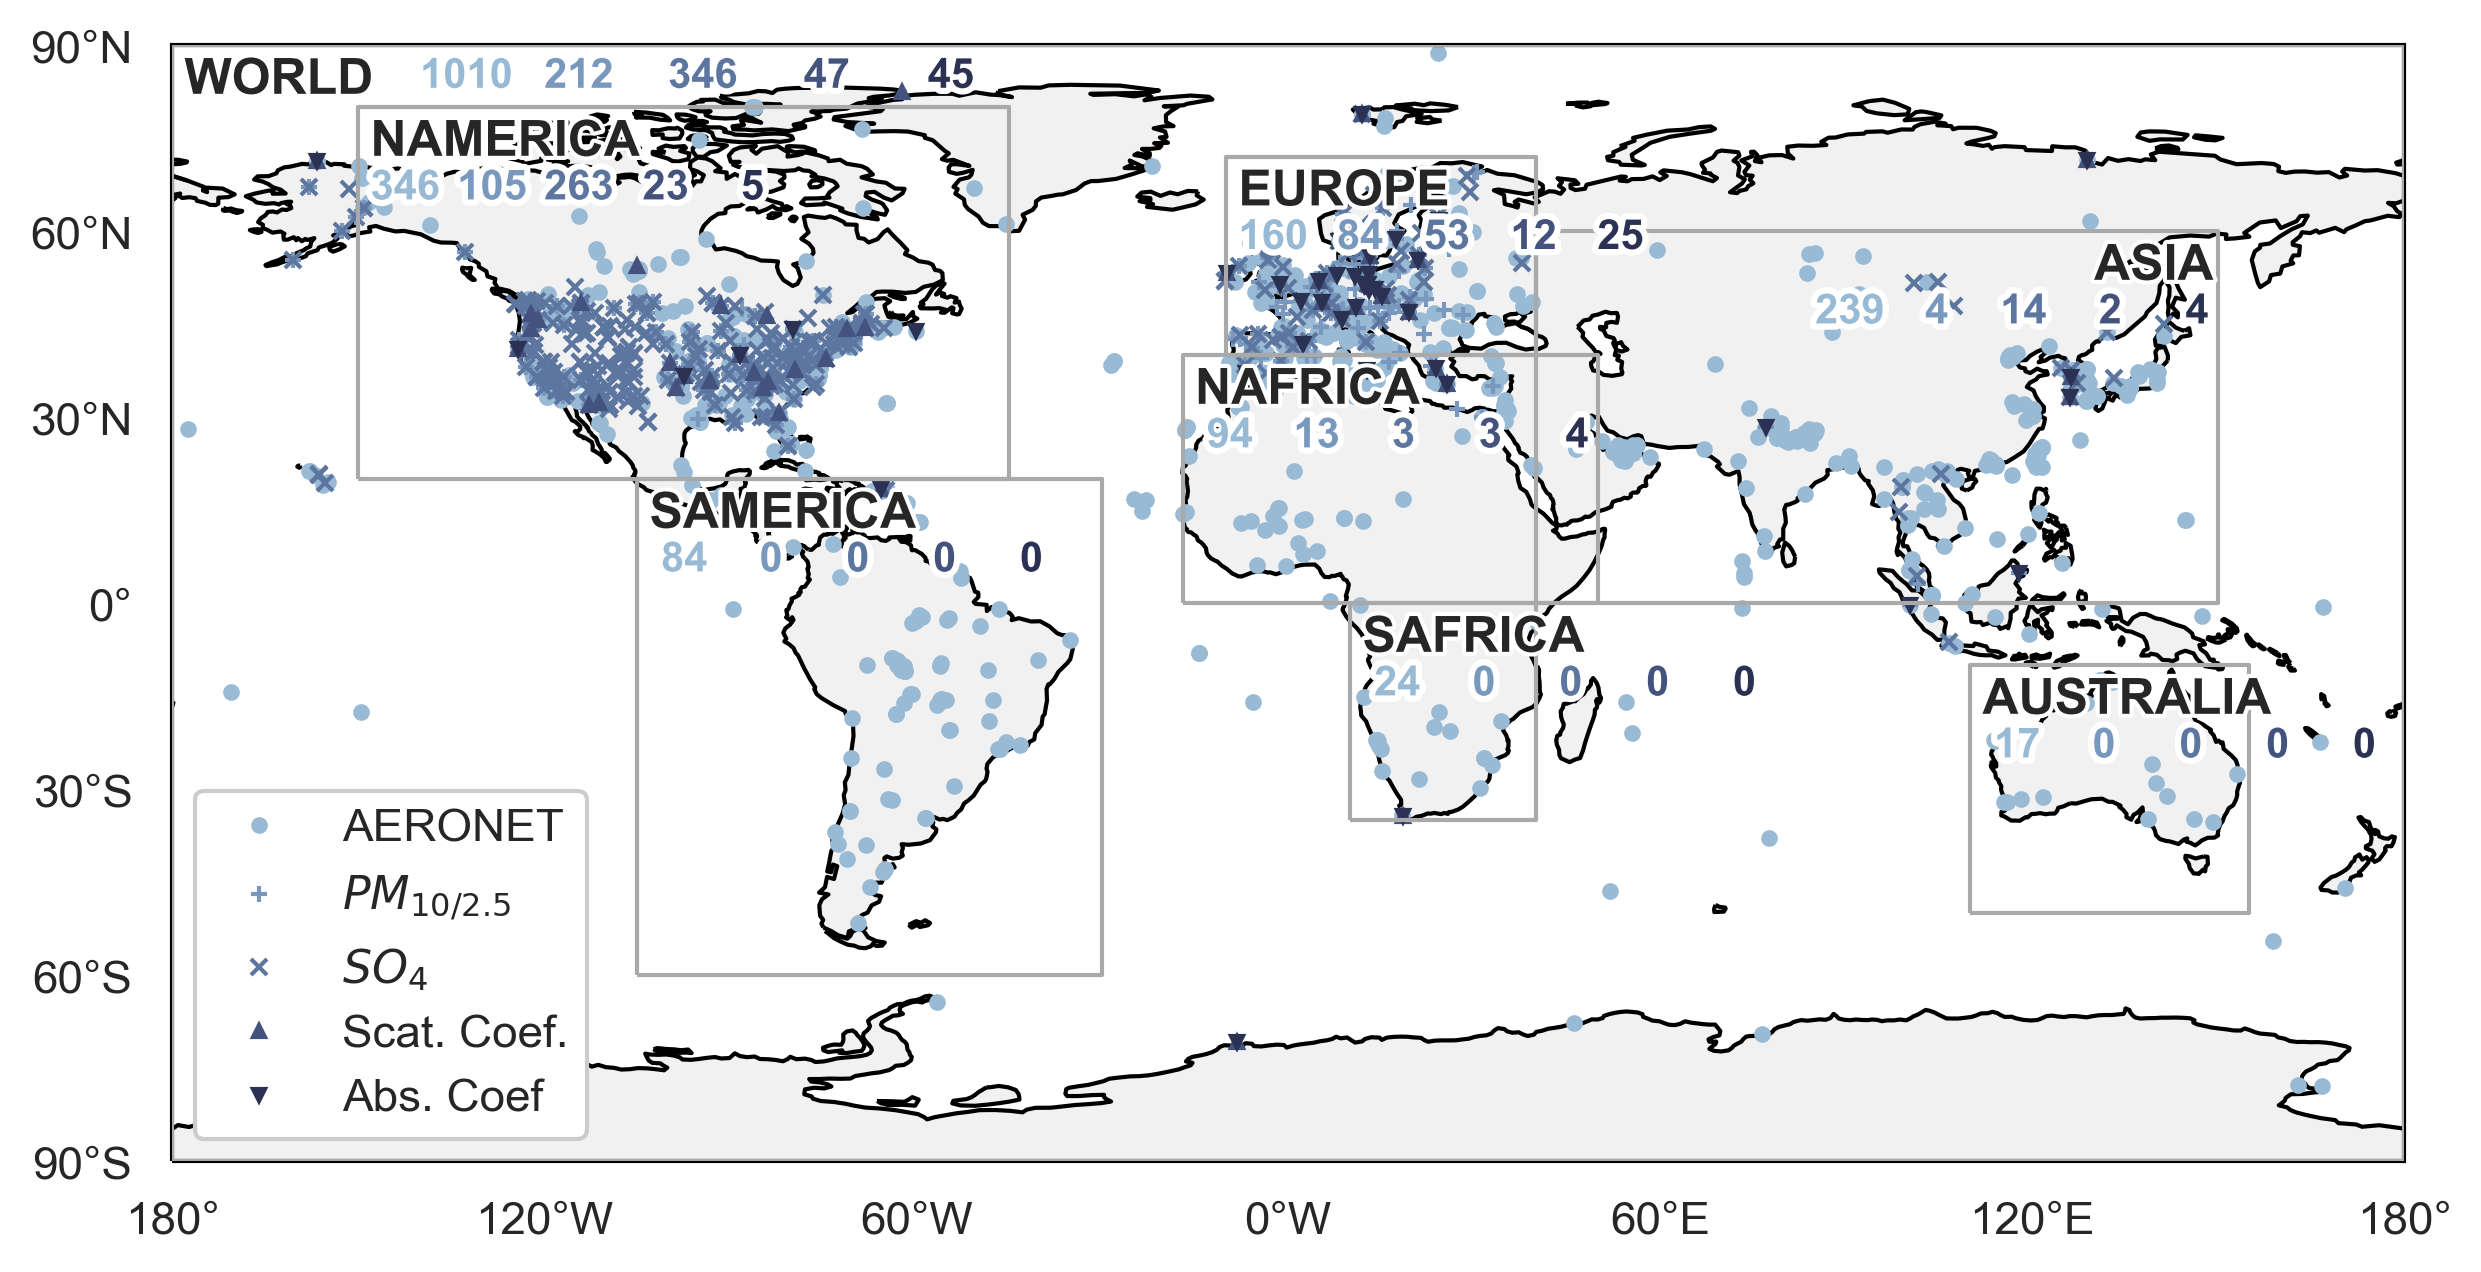 90°N
WORLD 1010 212 346 47 45
NAMERICA
346 105 263 23 5
EUROPE
160 84 53 12 25
60°N
ASIA
239 4 14 2 4
NAFRICA
94 13 3 3 4
30°N
SAMERICA
84 0 0 0 0
0°
SAFRICA
24 0 0 0 0
AUSTRALIA
17 0 0 0 0
30°S
AERONET
PM10/2.5
SO4
Scat. Coef.
Abs. Coef
60°S
90°S
180° 120°W 60°W 0°W 60°E 120°E 180°